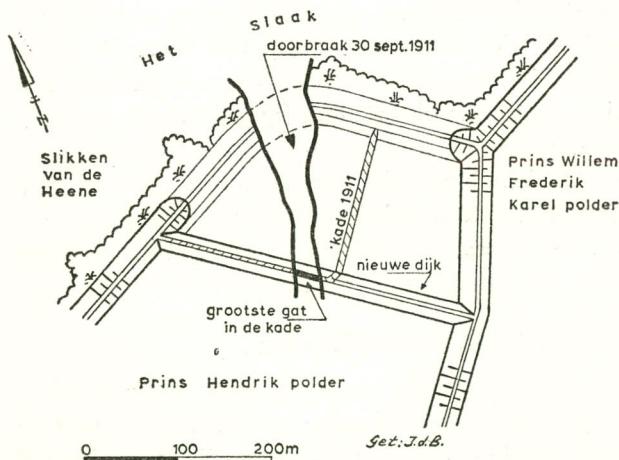 Het Slaak
doorbraak 30 sept. 1911
N
Slikken
van de
Heene
Prins Willem
Frederik
Karel polder
kade 1911
nieuwe dijk
grootste gat
in de kade
Prins Hendrik polder
0 100 200m
Get: J.d.B.